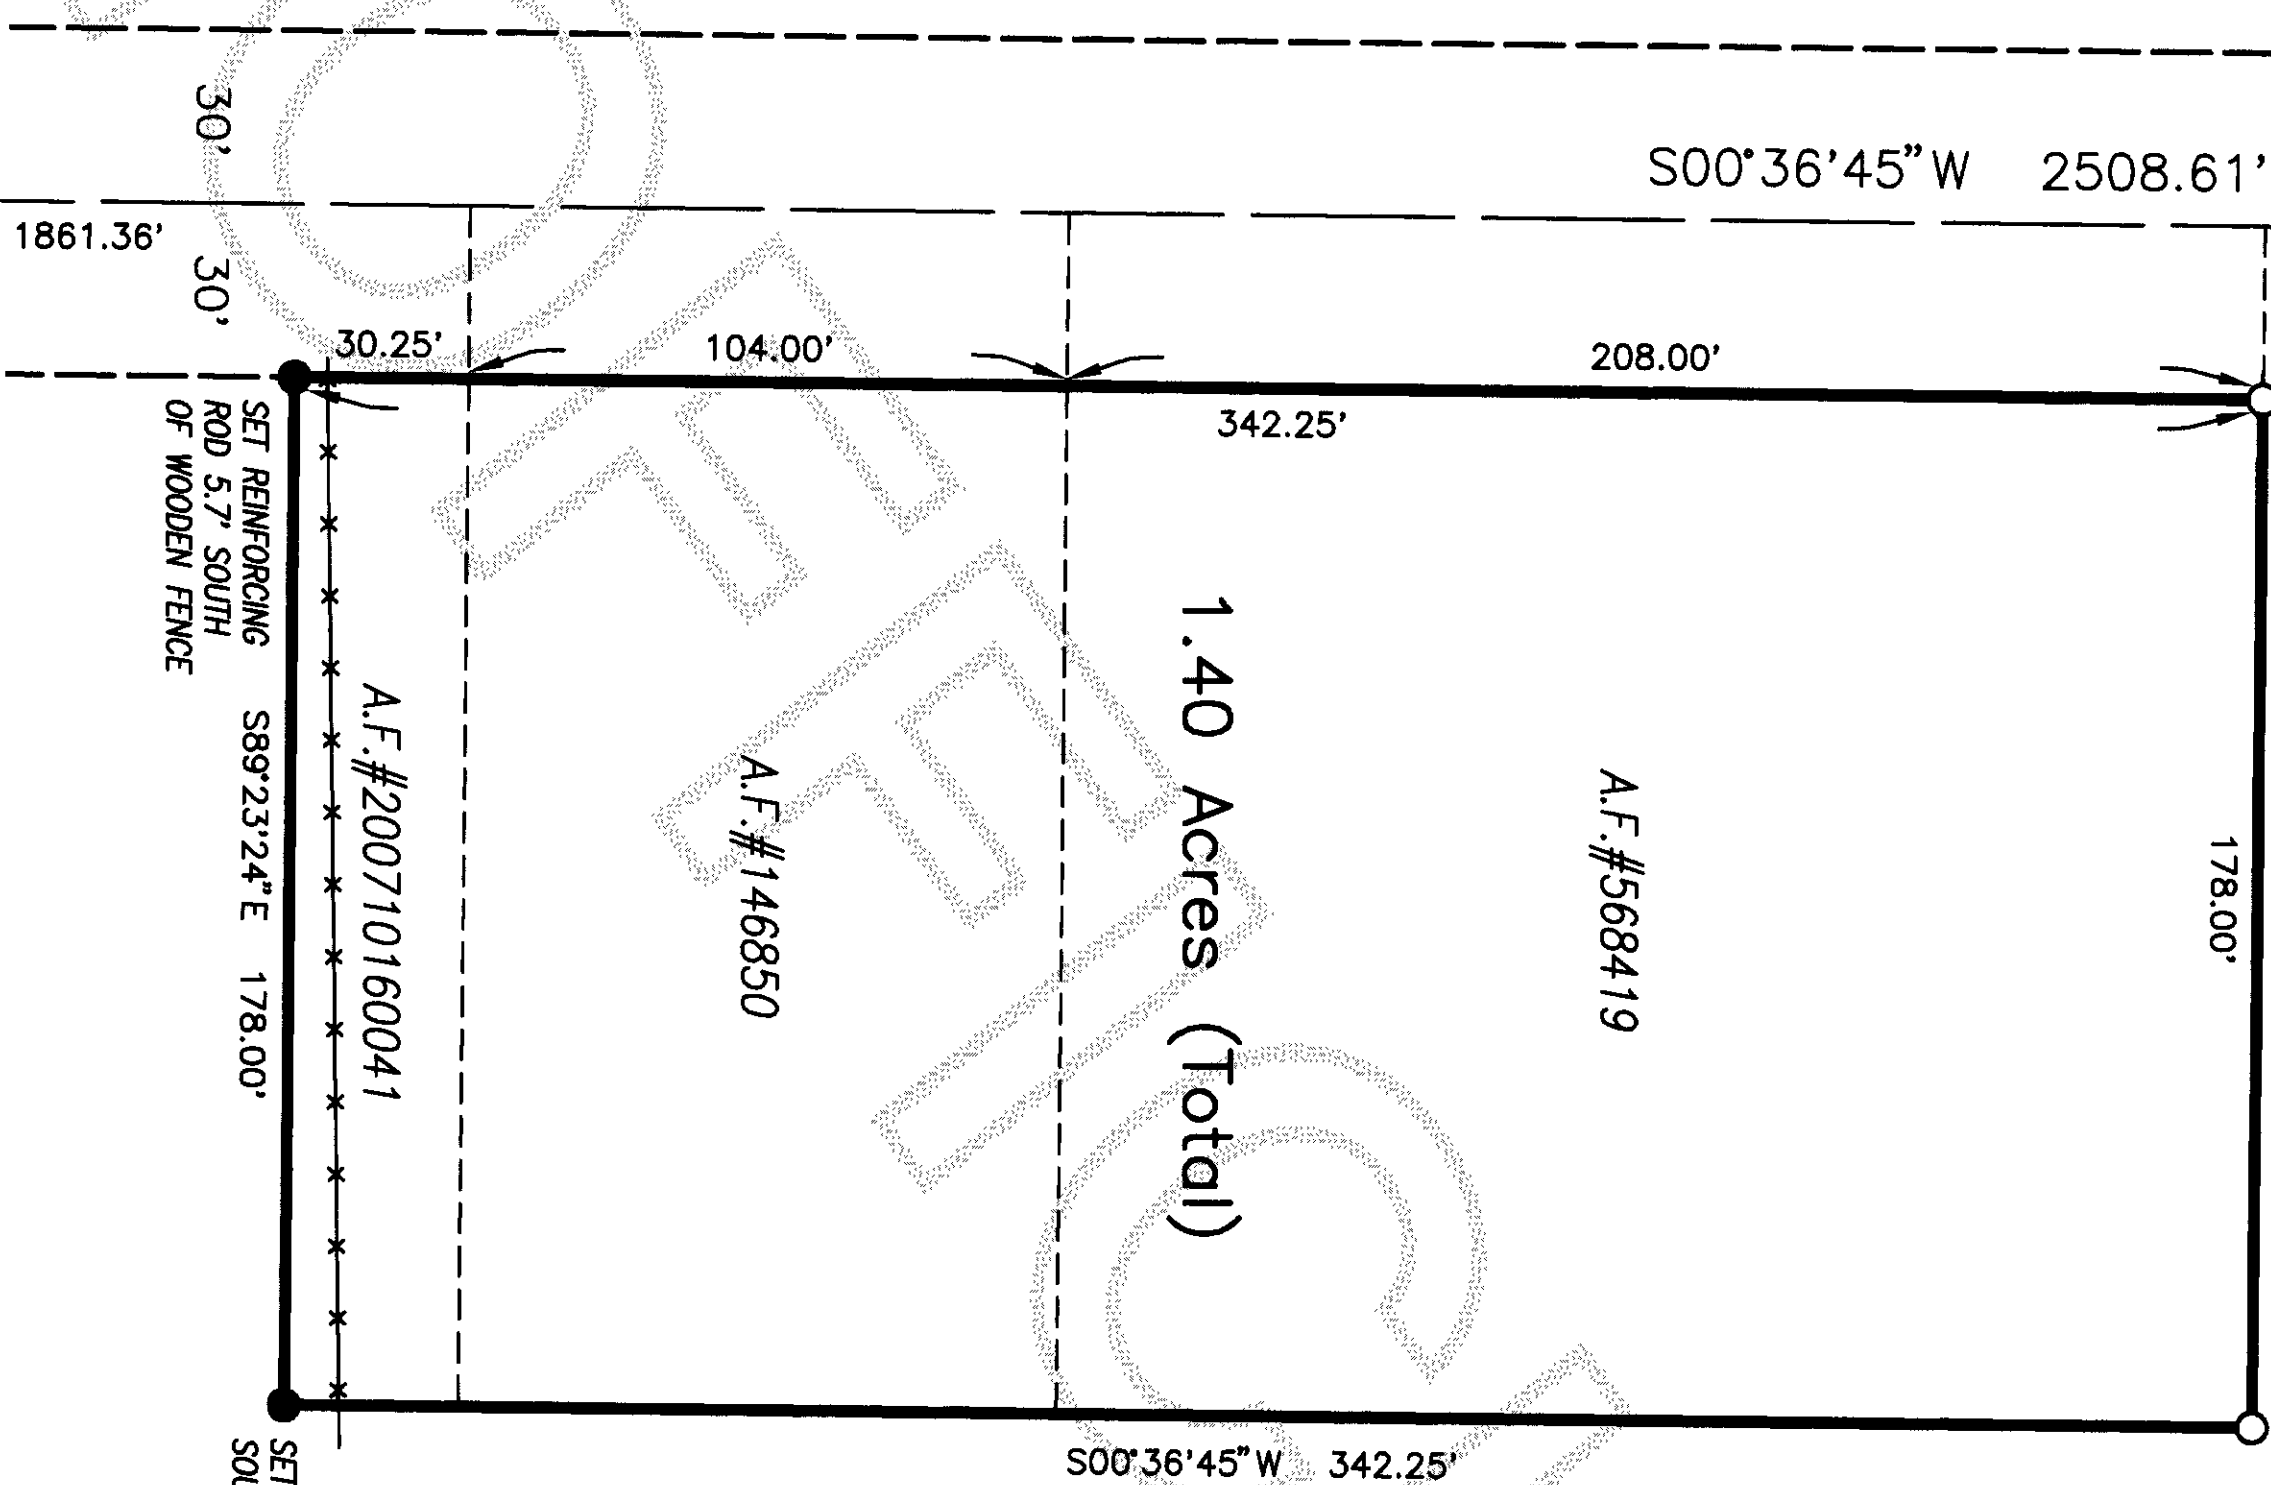 S00°36'45"W 2508.61'
30'
1861.36'
30'
30.25'
104.00'
208.00'
342.25'
SET REINFORCING
ROD 5.7' SOUTH
OF WOODEN FENCE
S89°23'24"E 178.00'
A.F.#200710160041
A.F.#146850
1.40 Acres (Total)
A.F.#568419
178.00'
S00°36'45"W 342.25'
SET